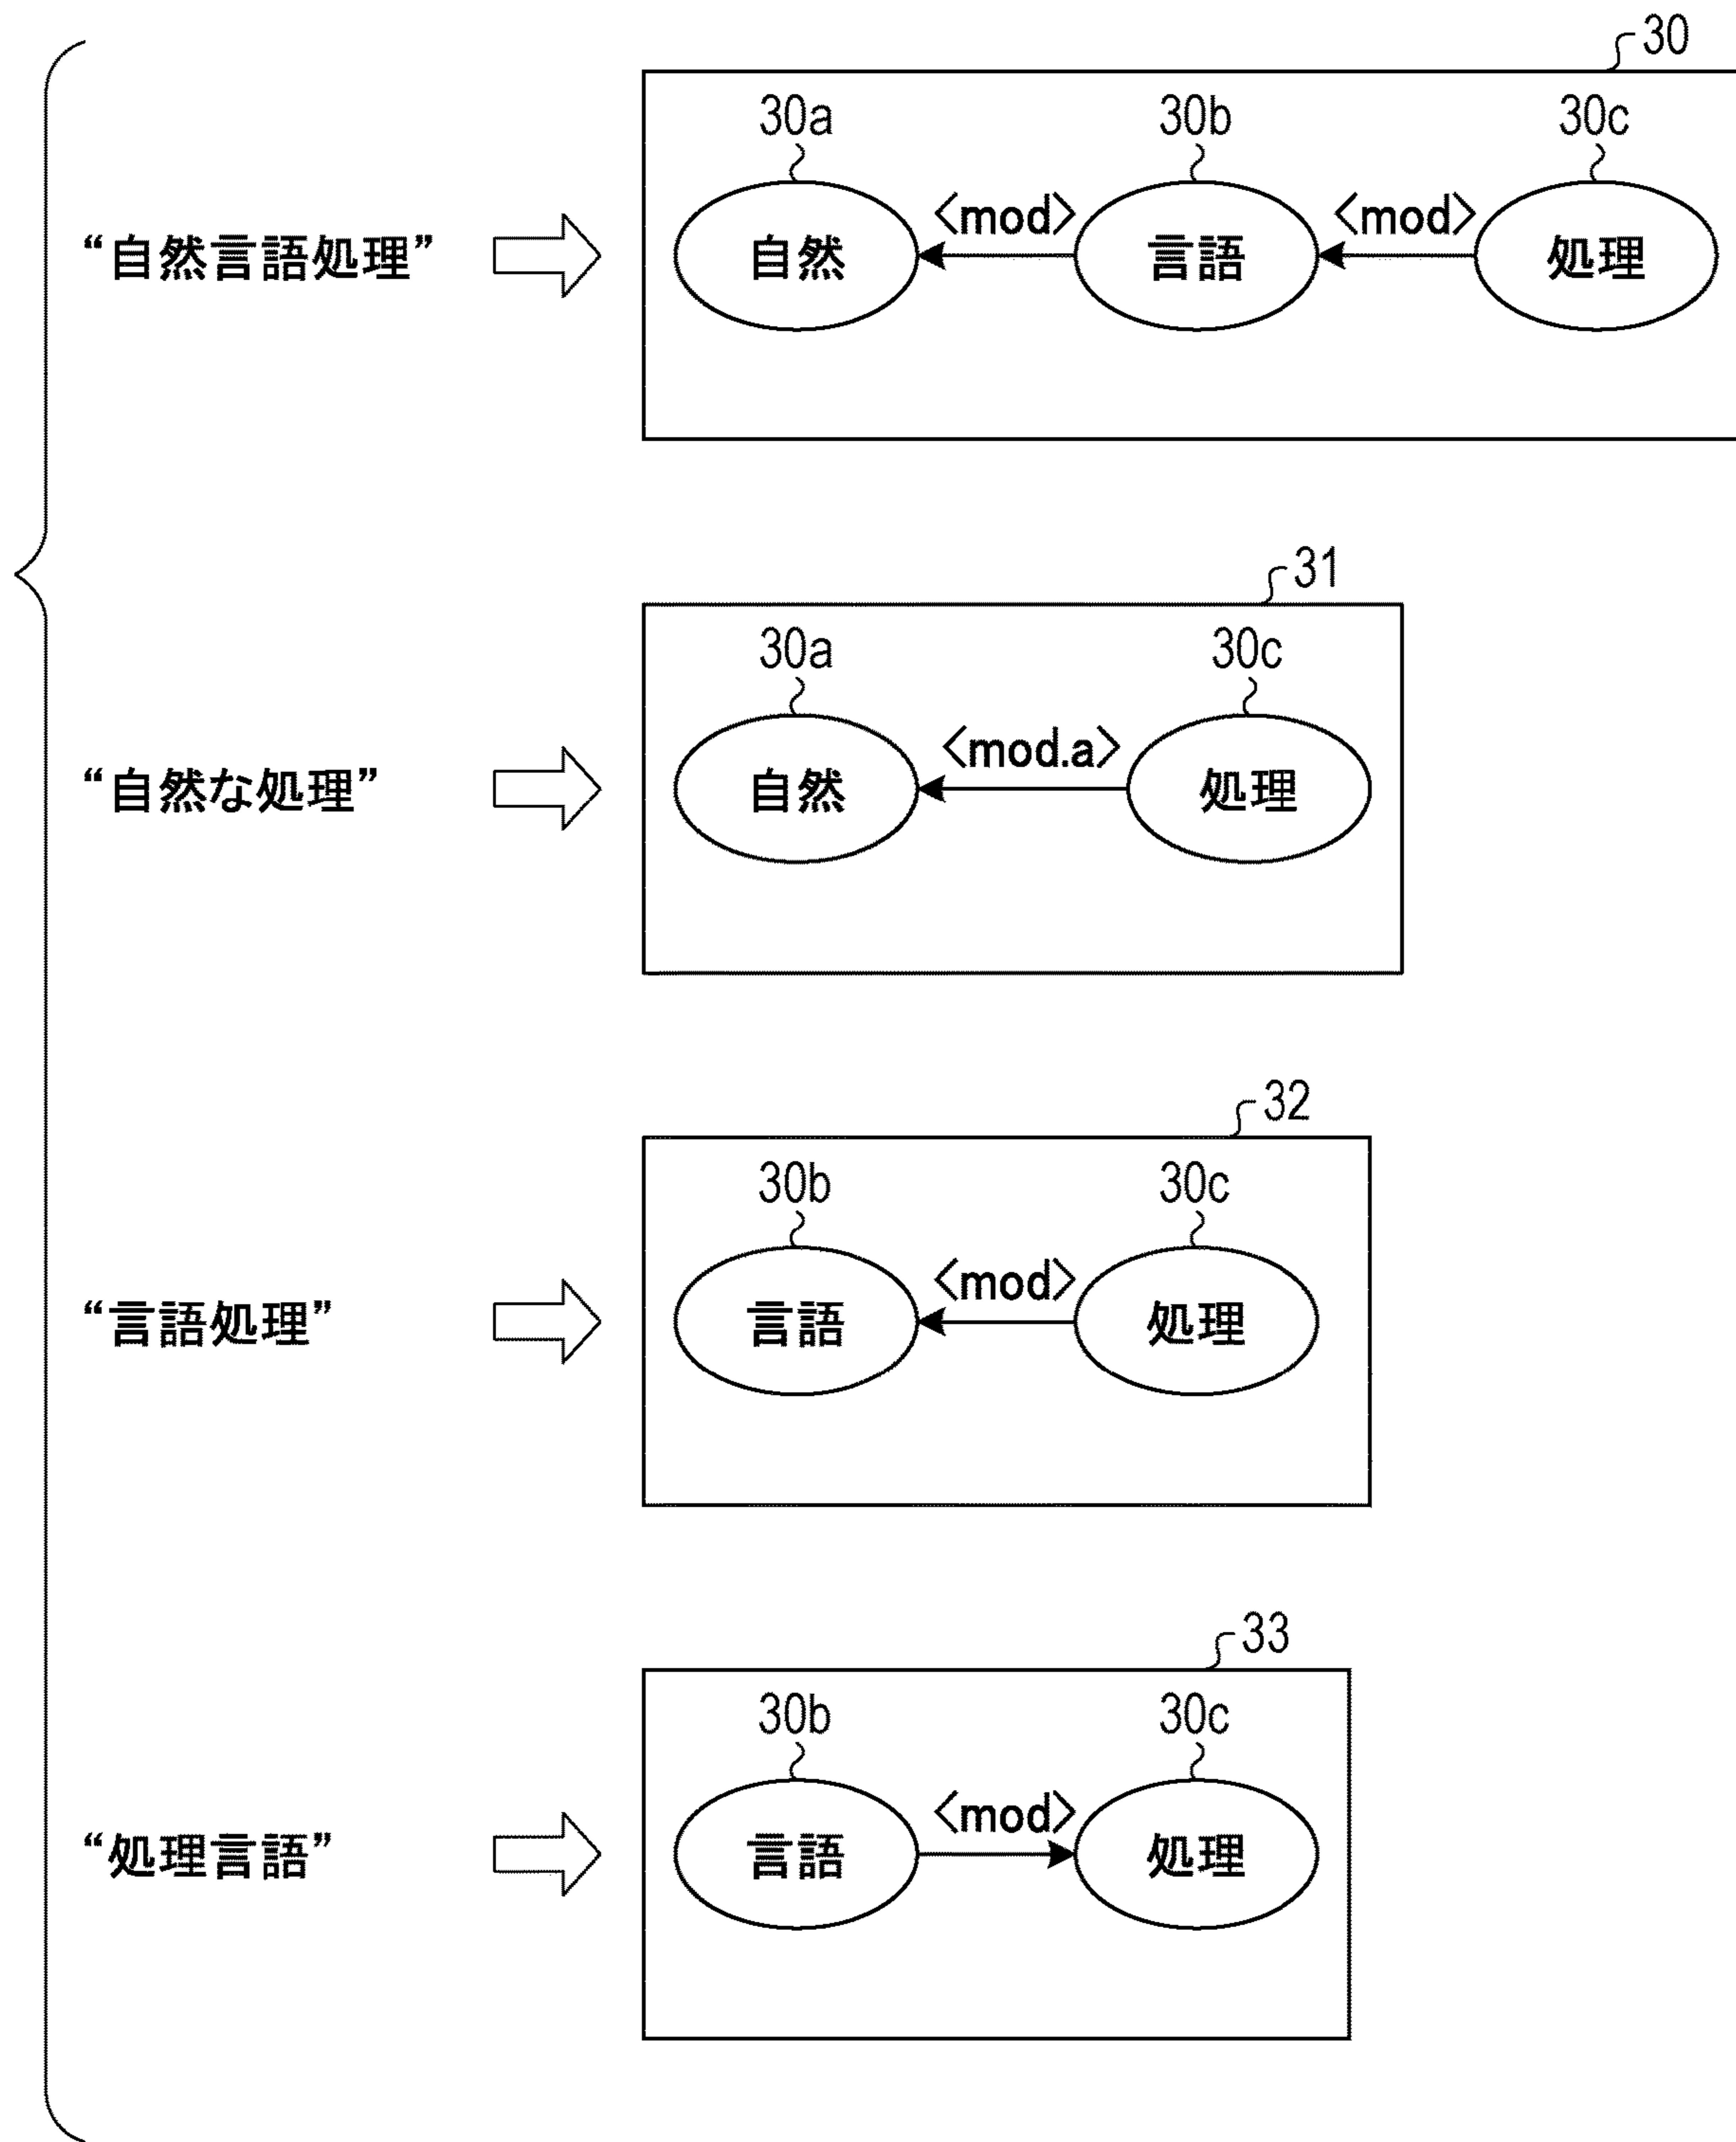 30
30a 30b 30c
“自然言語処理” 自然 <mod> 言語 <mod> 処理
31
30a 30c
“自然な処理” 自然 <mod.a> 処理
32
30b 30c
“言語処理” 言語 <mod> 処理
33
30b 30c
“処理言語” 言語 <mod> 処理